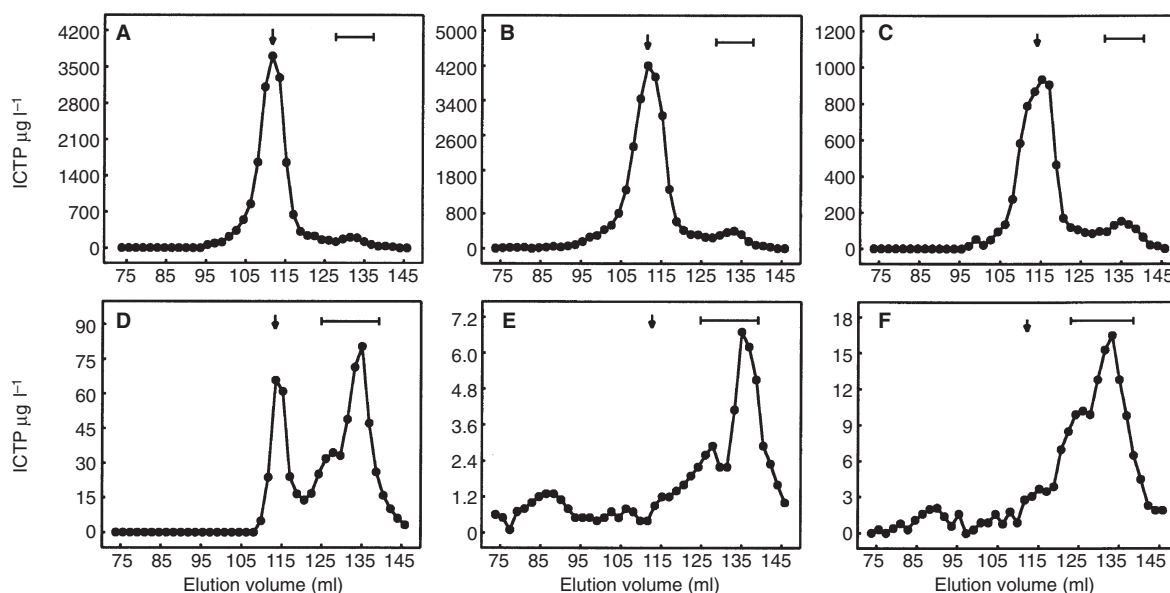 A
ICTP μg l⁻¹
4200
3500
2800
2100
1400
700
0
75 85 95 105 115 125 135 145
B
5000
4200
4400
2600
1800
800
0
75 85 95 105 115 125 135 145
C
1200
1000
800
600
400
200
0
75 85 95 105 115 125 135 145
D
ICTP μg l⁻¹
90
75
60
45
30
15
0
75 85 95 105 115 125 135 145
Elution volume (ml)
E
7.2
6.0
4.8
3.6
2.4
1.2
0
75 85 95 105 115 125 135 145
Elution volume (ml)
F
18
15
12
9
6
3
0
75 85 95 105 115 125 135 145
Elution volume (ml)